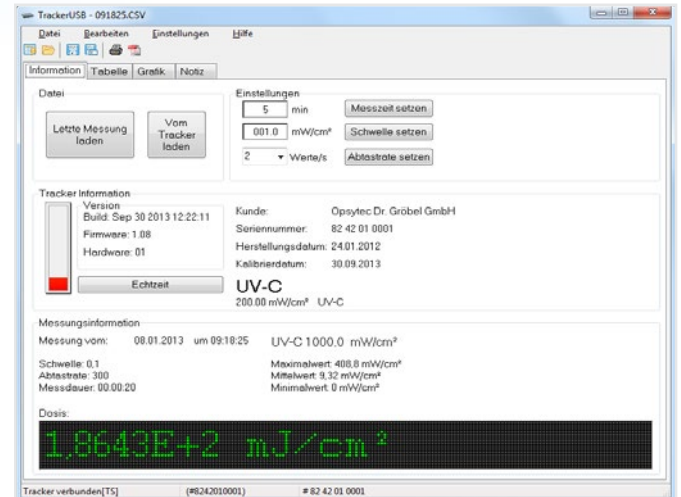 TrackerUSB - 091825.CSV
Datei Bearbeiten Einstellungen Hilfe
Information Tabelle Grafik Notiz
Datei
Letzte Messung
laden
Vom
Tracker
laden
Einstellungen
5 min Messzeit setzen
001.0 mW/cm² Schwelle setzen
2 Werte/s Abtastrate setzen
Tracker Information
Version
Build: Sep 30 2013 12:22:11
Firmware: 1.08
Hardware: 01
Echtzeit
Kunde: Opsytec Dr. Gröbel GmbH
Seriennummer: 82 42 01 0001
Herstellungsdatum: 24.01.2012
Kalibrierdatum: 30.09.2013
UV-C
200.00 mW/cm² UV-C
Messungsinformation
Messung vom: 08.01.2013 um 09:18:25 UV-C 1000.0 mW/cm²
Schwelle: 0,1
Abtastrate: 300
Messdauer: 00:00:20
Maximalwert: 408,8 mW/cm²
Mittelwert: 9,32 mW/cm²
Minimalwert: 0 mW/cm²
Dosis:
1,8643E+2 mJ/cm²
Tracker verbunden[TS] (#8242010001) # 82 42 01 0001